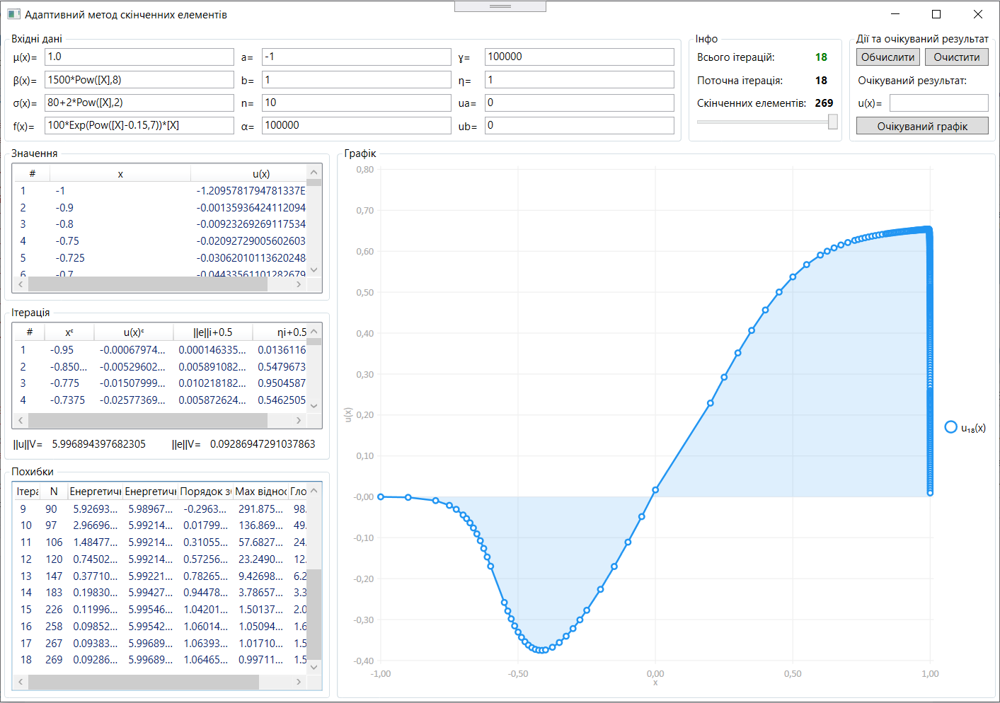 Адаптивний метод скінченних елементів
Вхідні дані
μ(x)= 1.0 a= -1 γ= 100000
β(x)= 1500*Pow([X],8) b= 1 η= 1
σ(x)= 80+2*Pow([X],2) n= 10 ua= 0
f(x)= 100*Exp(Pow([X]-0.15,7))*[X] α= 100000 ub= 0
Інфо
Всього ітерацій: 18
Поточна ітерація: 18
Скінченних елементів: 269
Дії та очікуваний результат
Обчислити Очистити
Очікуваний результат:
u(x)=
Очікуваний графік
Значення
# x u(x)
1 -1 -1.2095781794781337E
2 -0.9 -0.00135936424112094
3 -0.8 -0.00923269269117534
4 -0.75 -0.02092729005602603
5 -0.725 -0.03062010113620248
6 -0.7 -0.04433561101282679
Ітерація
# xᶜ u(x)ᶜ ||e||i+0.5 ηi+0.5
1 -0.95 -0.00067974... 0.000146335... 0.0136116
2 -0.850... -0.00529602... 0.005891082... 0.5479673
3 -0.775 -0.01507999... 0.010218182... 0.9504587
4 -0.7375 -0.02577369... 0.005872624... 0.5462505
||u||V= 5.996894397682305 ||e||V= 0.09286947291037863
Похибки
Ітера N Енергетичн Енергетичн Порядок зб Max віднос Гло
9 90 5.92693... 5.98967... -0.2963... 291.875... 98.
10 97 2.96696... 5.99214... 0.01799... 136.869... 49.
11 106 1.48477... 5.99214... 0.31055... 57.6827... 24.
12 120 0.74502... 5.99214... 0.57256... 23.2490... 12.
13 147 0.37710... 5.99221... 0.78265... 9.42698... 6.2
14 183 0.19830... 5.99427... 0.94478... 3.78657... 3.3
15 226 0.11996... 5.99546... 1.04201... 1.50137... 2.0
16 258 0.09852... 5.99542... 1.06014... 1.05094... 1.6
17 267 0.09383... 5.99689... 1.06393... 1.01710... 1.5
18 269 0.09286... 5.99689... 1.06465... 0.99711... 1.5
Графік
0,80
0,70
0,60
0,50
0,40
0,30
0,20
0,10
-0,00
-0,10
-0,20
-0,30
-0,40
u(x)
-1,00 -0,50 0,00 0,50 1,00
x
u₁₈(x)